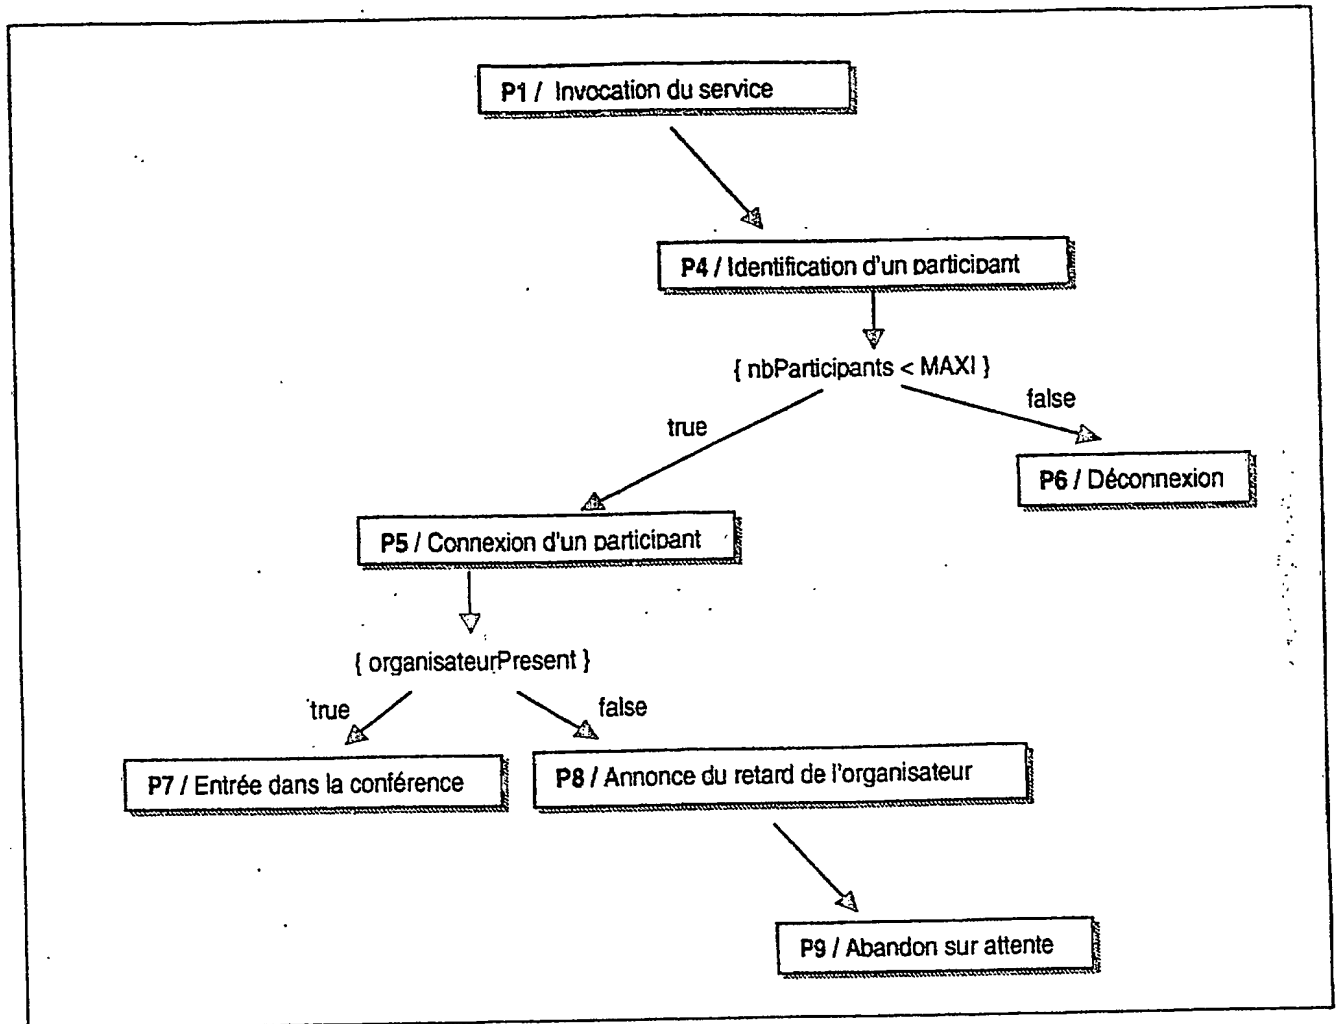 P1 / Invocation du service
P4 / Identification d'un participant
{ nbParticipants < MAXI }
true
false
P6 / Déconnexion
P5 / Connexion d'un participant
{ organisateurPresent }
true
false
P7 / Entrée dans la conférence
P8 / Annonce du retard de l'organisateur
P9 / Abandon sur attente